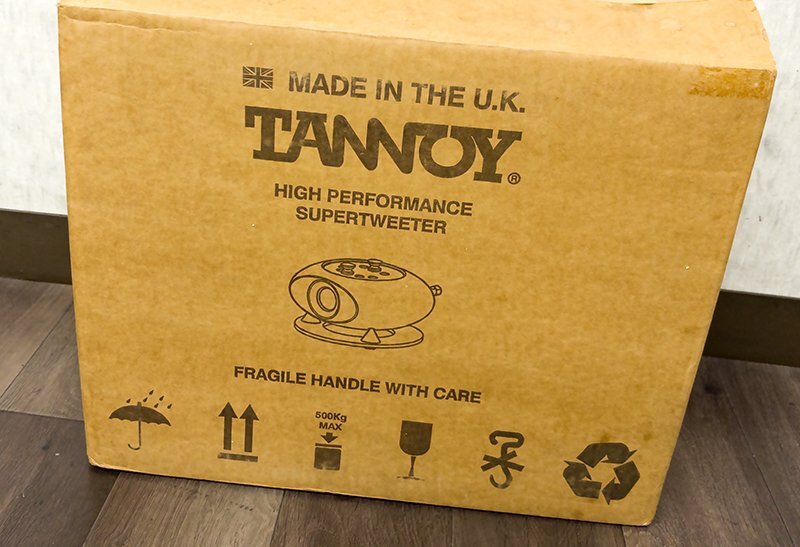 MADE IN THE U.K.
TANNOY®
HIGH PERFORMANCE
SUPERTWEETER
FRAGILE HANDLE WITH CARE
500Kg
MAX